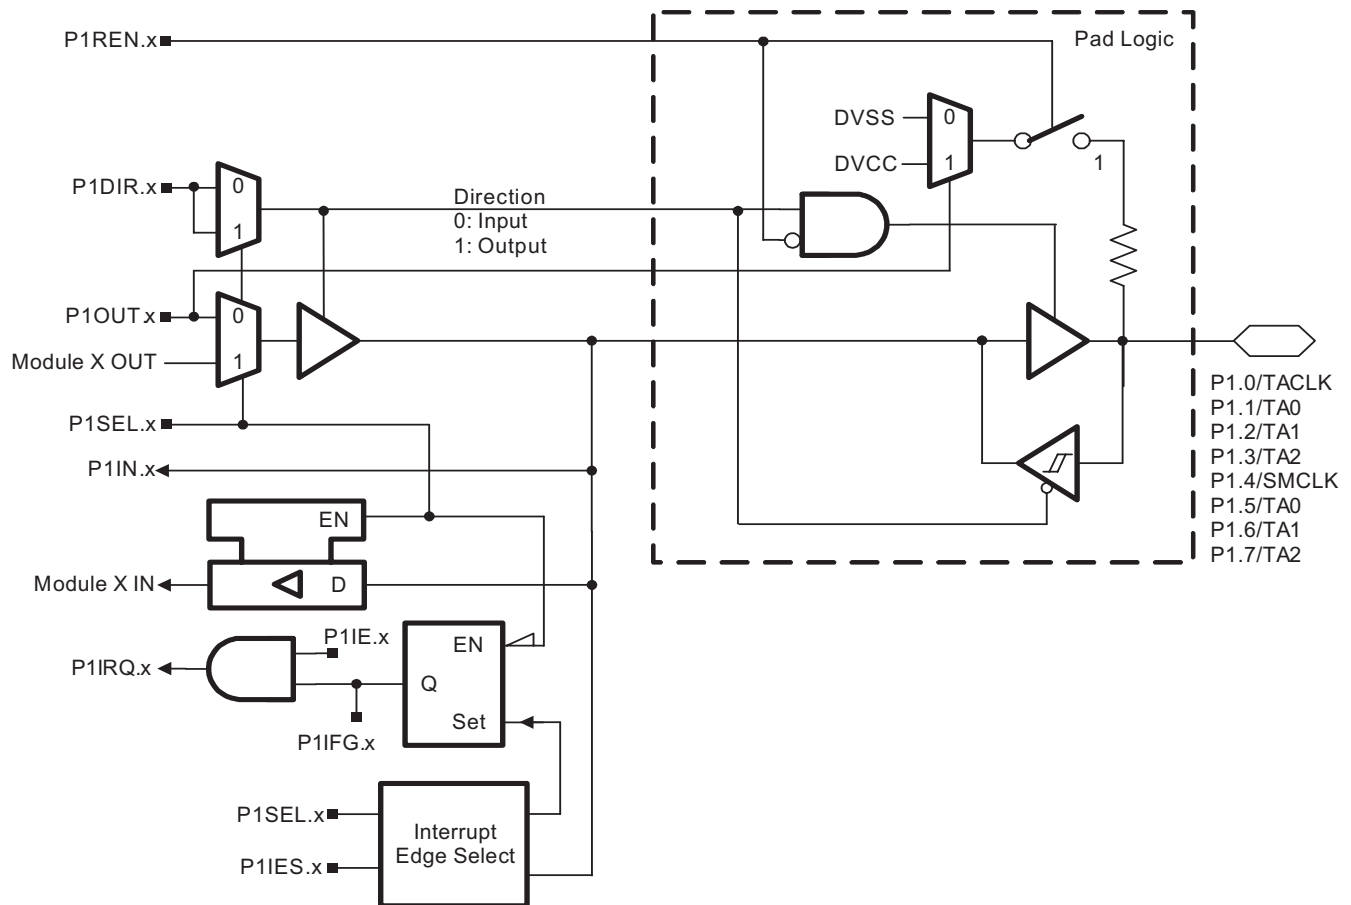 P1REN.x
Pad Logic
DVSS
0
DVCC
1
1
P1DIR.x
0
1
Direction
0: Input
1: Output
P1OUT.x
0
Module X OUT
1
P1SEL.x
P1IN.x
EN
Module X IN
D
P1.0/TACLK
P1.1/TA0
P1.2/TA1
P1.3/TA2
P1.4/SMCLK
P1.5/TA0
P1.6/TA1
P1.7/TA2
P1IE.x
P1IRQ.x
EN
Q
Set
P1IFG.x
P1SEL.x
P1IES.x
Interrupt
Edge Select